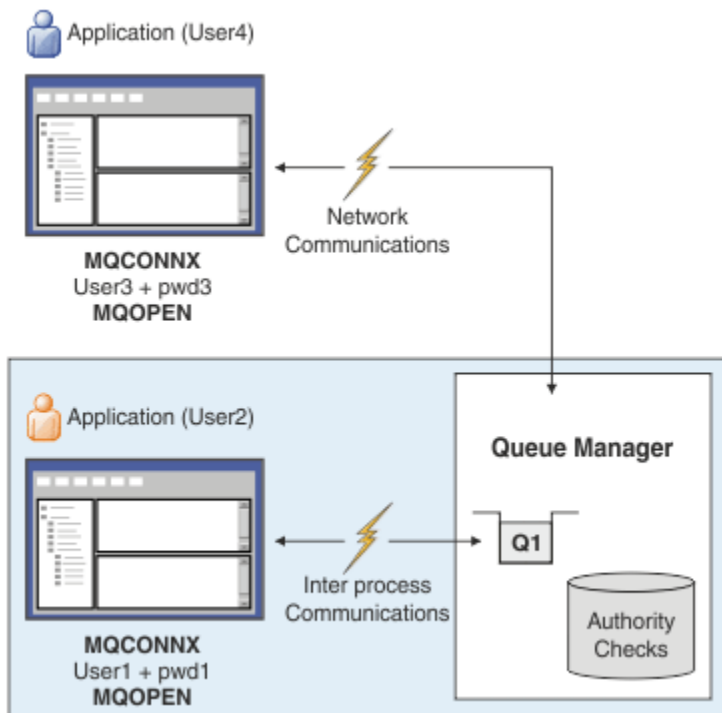 Application (User4)
Network
Communications
MQCONNX
User3 + pwd3
MQOPEN
Application (User2)
Queue Manager
Q1
Inter process
Communications
Authority
Checks
MQCONNX
User1 + pwd1
MQOPEN